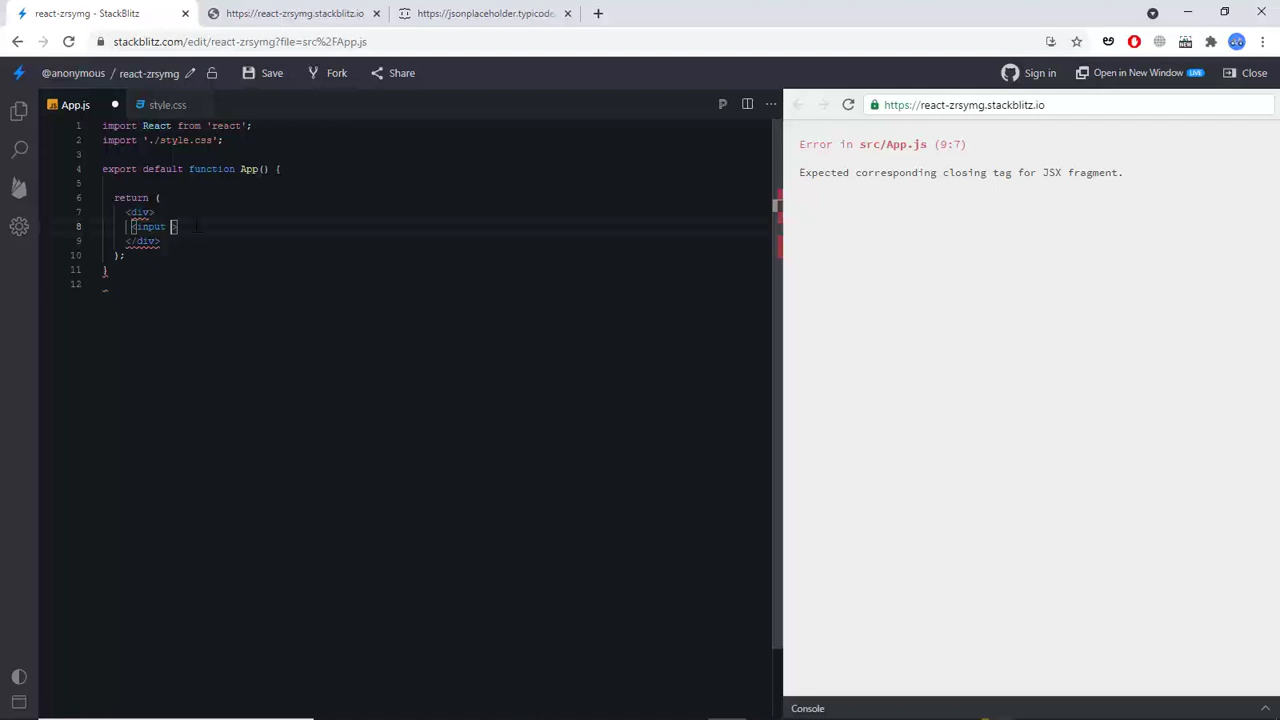 react-zrsymg - StackBlitz
https://react-zrsymg.stackblitz.io
https://jsonplaceholder.typicode.
stackblitz.com/edit/react-zrsymg?file=src%2FApp.js
@anonymous / react-zrsymg
Save
Fork
Share
Sign in
Open in New Window LIVE
Close
App.js
style.css
https://react-zrsymg.stackblitz.io
1 import React from 'react';
2 import './style.css';
3
4 export default function App() {
5
6 return (
7 <div>
8 <input >
9 </div>
10 );
11 }
12
Error in src/App.js (9:7)
Expected corresponding closing tag for JSX fragment.
Console